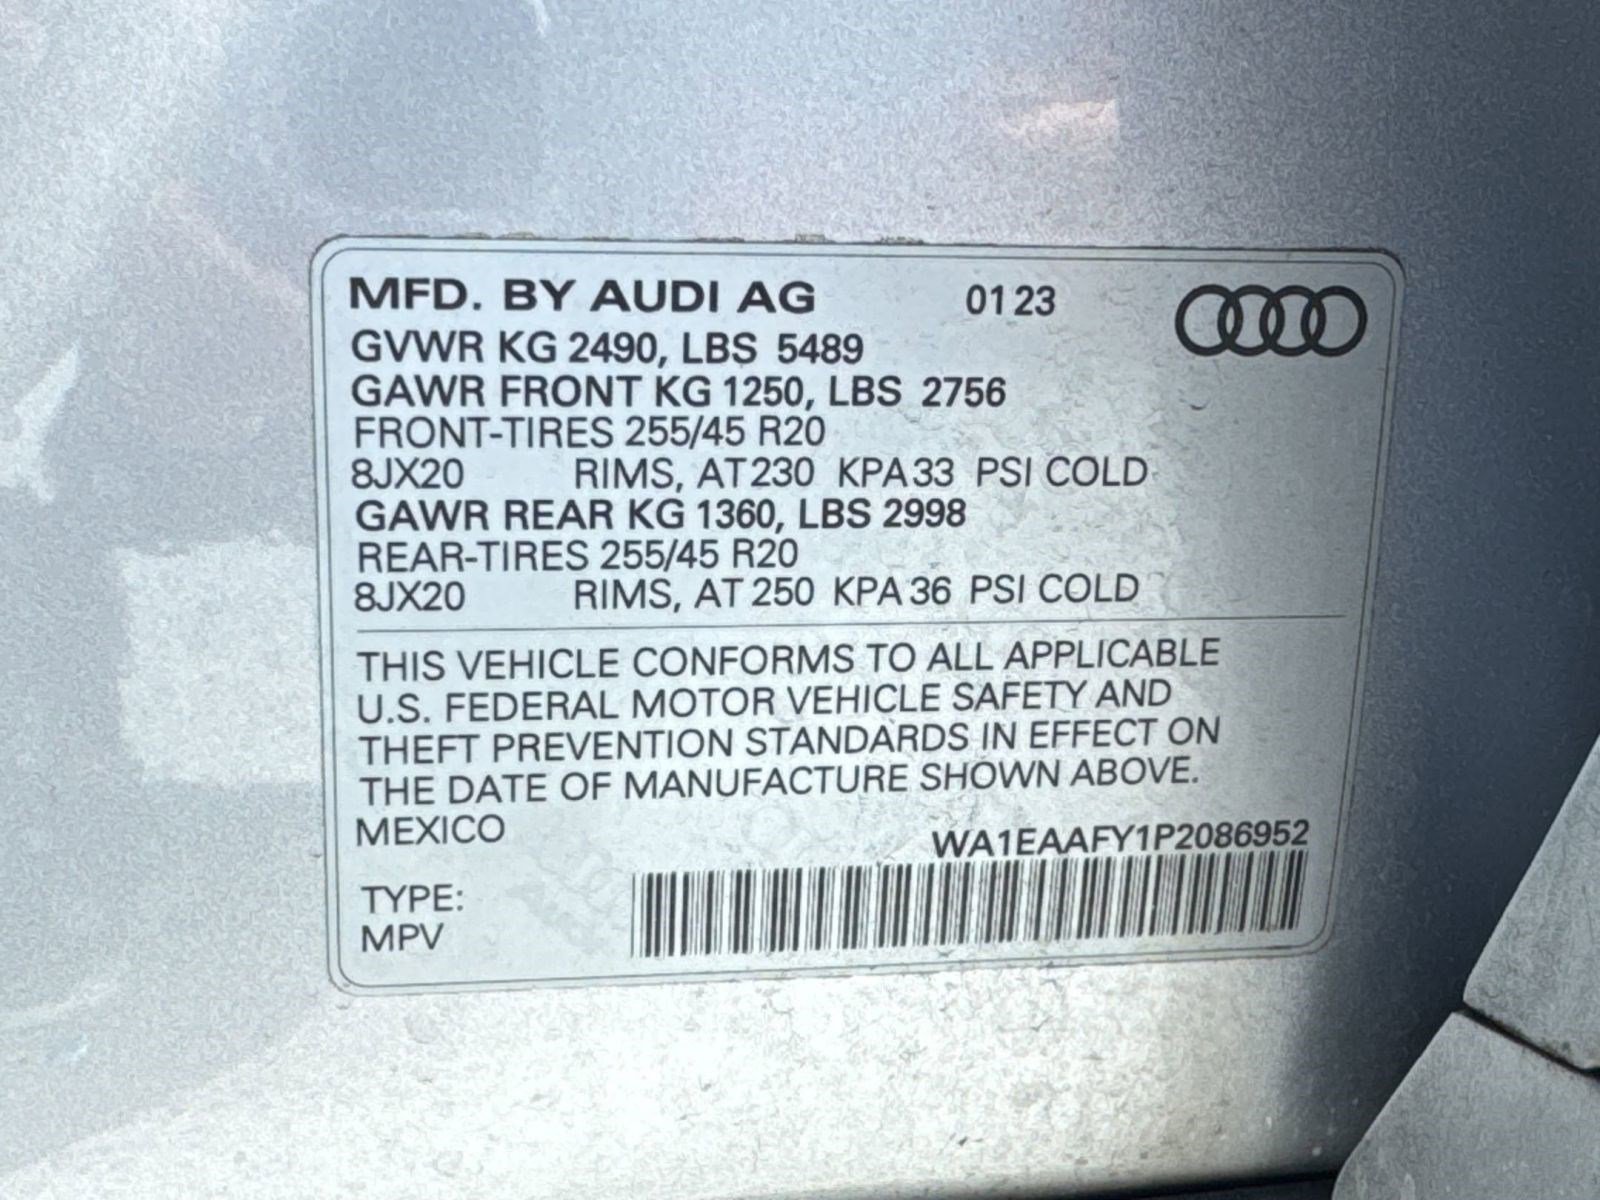 MFD. BY AUDI AG 01 23
GVWR KG 2490, LBS 5489
GAWR FRONT KG 1250, LBS 2756
FRONT-TIRES 255/45 R20
8JX20 RIMS, AT 230 KPA 33 PSI COLD
GAWR REAR KG 1360, LBS 2998
REAR-TIRES 255/45 R20
8JX20 RIMS, AT 250 KPA 36 PSI COLD
THIS VEHICLE CONFORMS TO ALL APPLICABLE
U.S. FEDERAL MOTOR VEHICLE SAFETY AND
THEFT PREVENTION STANDARDS IN EFFECT ON
THE DATE OF MANUFACTURE SHOWN ABOVE.
MEXICO
WA1EAAFY1P2086952
TYPE:
MPV